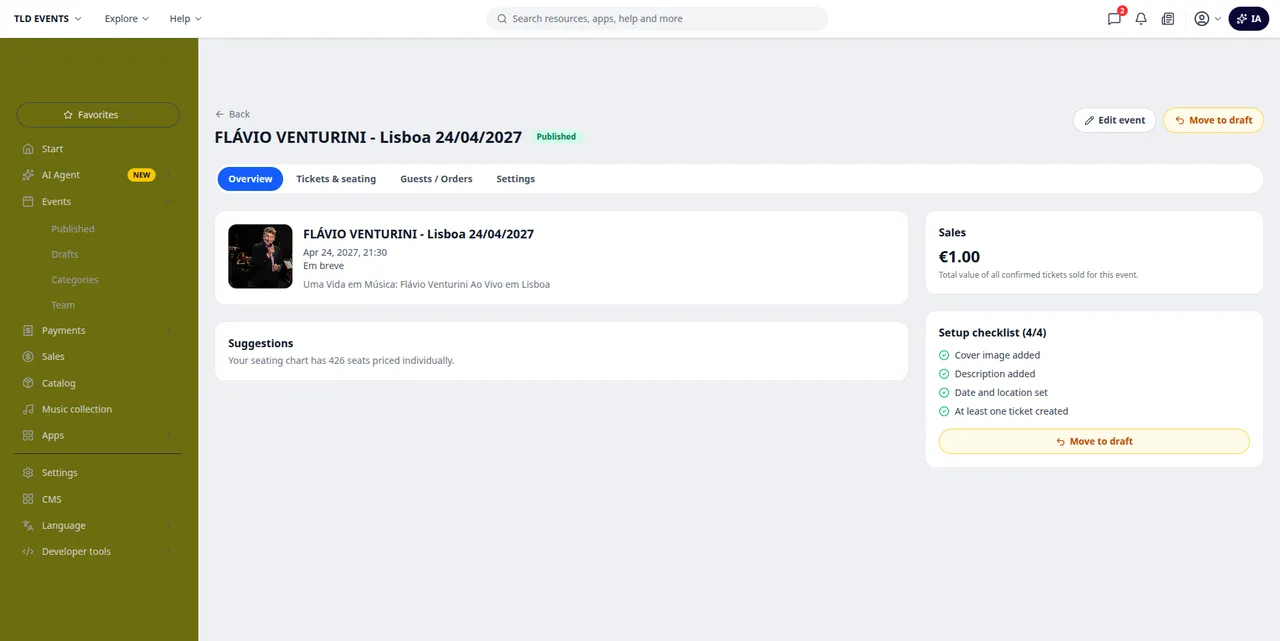 TLD EVENTS
Explore
Help
Search resources, apps, help and more
2
IA
Favorites
Start
AI Agent
NEW
Events
Published
Drafts
Categories
Team
Payments
Sales
Catalog
Music collection
Apps
Settings
CMS
Language
Developer tools
Back
FLÁVIO VENTURINI - Lisboa 24/04/2027
Published
Edit event
Move to draft
Overview
Tickets & seating
Guests / Orders
Settings
FLÁVIO VENTURINI - Lisboa 24/04/2027
Apr 24, 2027, 21:30
Em breve
Uma Vida em Música: Flávio Venturini Ao Vivo em Lisboa
Suggestions
Your seating chart has 426 seats priced individually.
Sales
€1.00
Total value of all confirmed tickets sold for this event.
Setup checklist (4/4)
Cover image added
Description added
Date and location set
At least one ticket created
Move to draft